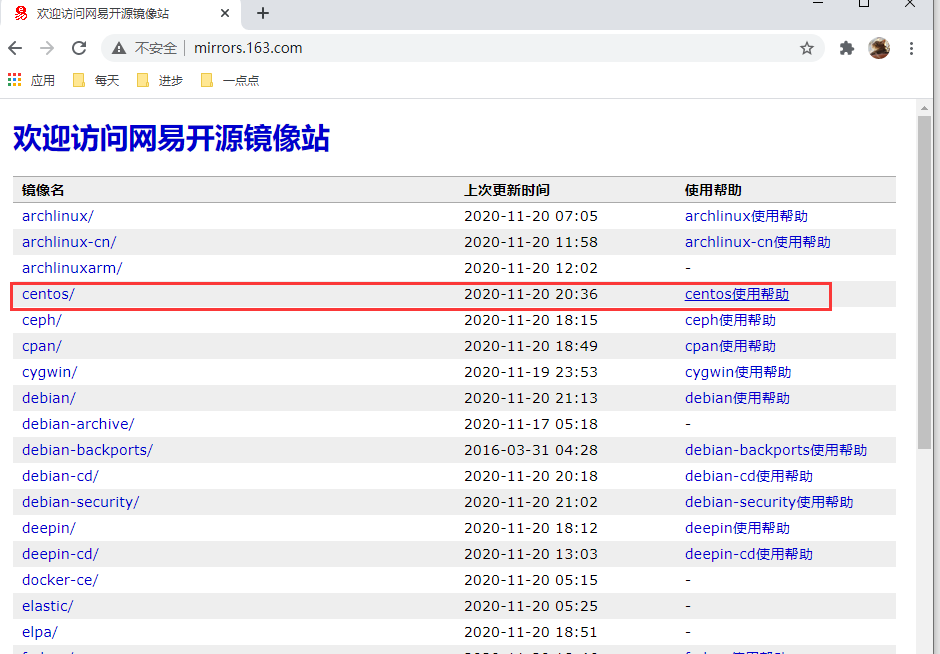 欢迎访问网易开源镜像站
不安全 mirrors.163.com
应用 每天 进步 一点点
欢迎访问网易开源镜像站
镜像名 上次更新时间 使用帮助
archlinux/ 2020-11-20 07:05 archlinux使用帮助
archlinux-cn/ 2020-11-20 11:58 archlinux-cn使用帮助
archlinuxarm/ 2020-11-20 12:02 -
centos/ 2020-11-20 20:36 centos使用帮助
ceph/ 2020-11-20 18:15 ceph使用帮助
cpan/ 2020-11-20 18:49 cpan使用帮助
cygwin/ 2020-11-19 23:53 cygwin使用帮助
debian/ 2020-11-20 21:13 debian使用帮助
debian-archive/ 2020-11-17 05:18 -
debian-backports/ 2016-03-31 04:28 debian-backports使用帮助
debian-cd/ 2020-11-20 20:18 debian-cd使用帮助
debian-security/ 2020-11-20 21:02 debian-security使用帮助
deepin/ 2020-11-20 18:12 deepin使用帮助
deepin-cd/ 2020-11-20 13:03 deepin-cd使用帮助
docker-ce/ 2020-11-20 05:15 -
elastic/ 2020-11-20 05:25 -
elpa/ 2020-11-20 18:51 -